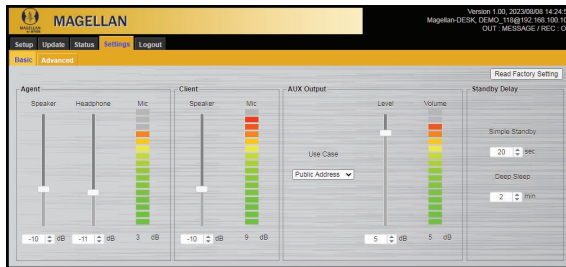 Version 1.00, 2023/08/08 14:24:5
MAGELLAN
Magellan-DESK, DEMO_118@192.168.100.10
MAGELLAN
OUT : MESSAGE / REC : O
Setup Update Status Settings Logout
Basic Advanced
Read Factory Setting
Agent Client AUX Output Standby Delay
Speaker Headphone Mic Speaker Mic Level Volume
Simple Standby
Use Case 20 sec
Public Address Deep Sleep
2 min
-10 dB -11 dB 3 dB -10 dB 9 dB 5 dB 5 dB